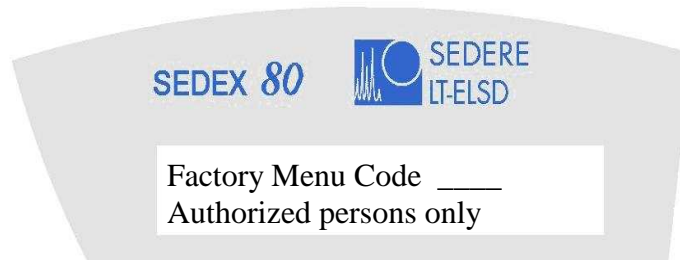 SEDEX 80
SEDERE
LT-ELSD
Factory Menu Code ____
Authorized persons only